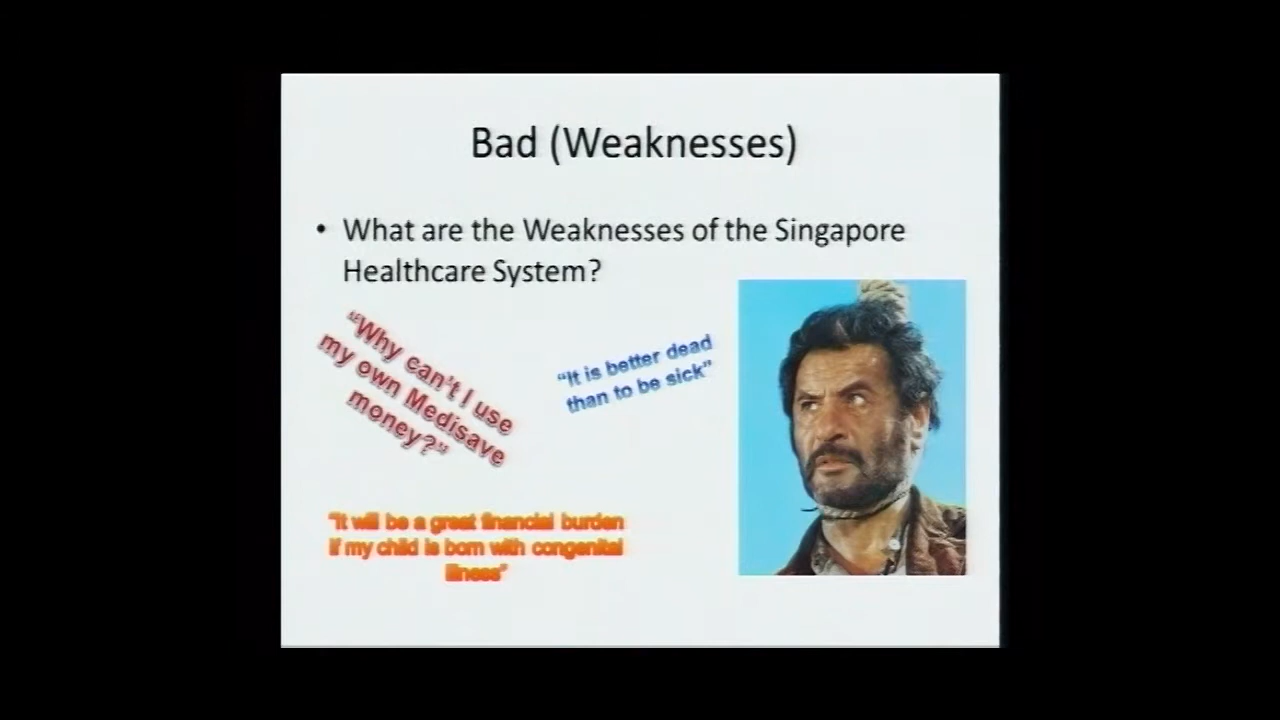 Bad (Weaknesses)
• What are the Weaknesses of the Singapore
Healthcare System?
“Why can't I use
my own Medisave
money?”
“It is better dead
than to be sick”
“It will be a great financial burden
if my child is born with congenital
illness”